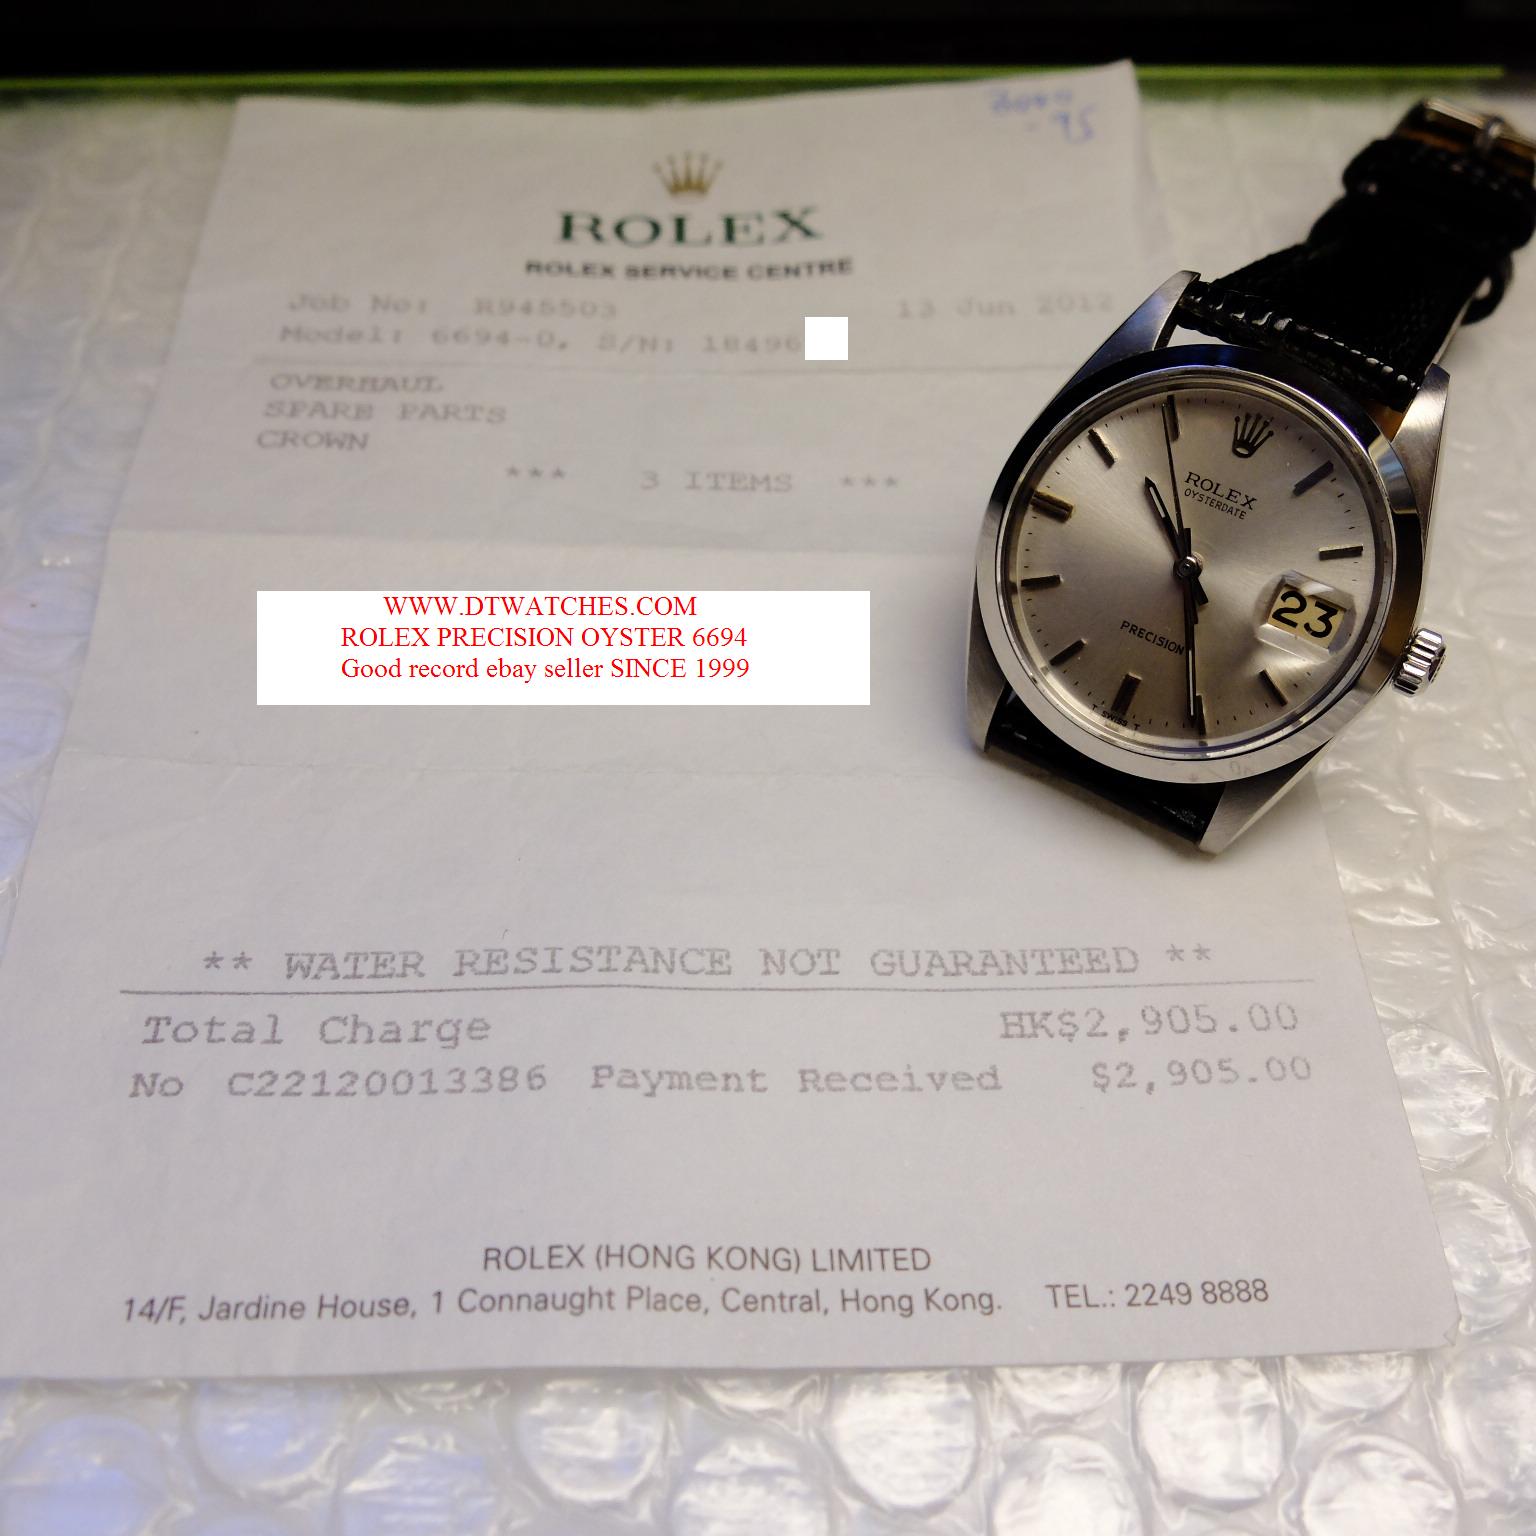 ROLEX
ROLEX SERVICE CENTRE
Job No: R945503 13 Jun 2012
Model: 6694-0, S/N: 18496
OVERHAUL
SPARE PARTS
CROWN
*** 3 ITEMS ***
WWW.DTWATCHES.COM
ROLEX PRECISION OYSTER 6694
Good record ebay seller SINCE 1999
ROLEX
OYSTERDATE
23
PRECISION
T SWISS T
** WATER RESISTANCE NOT GUARANTEED **
Total Charge HK$2,905.00
No C22120013386 Payment Received $2,905.00
ROLEX (HONG KONG) LIMITED
14/F, Jardine House, 1 Connaught Place, Central, Hong Kong. TEL.: 2249 8888